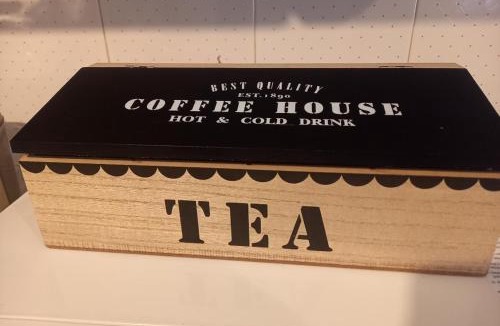 BEST QUALITY
EST. 1890
COFFEE HOUSE
HOT & COLD DRINK
TEA